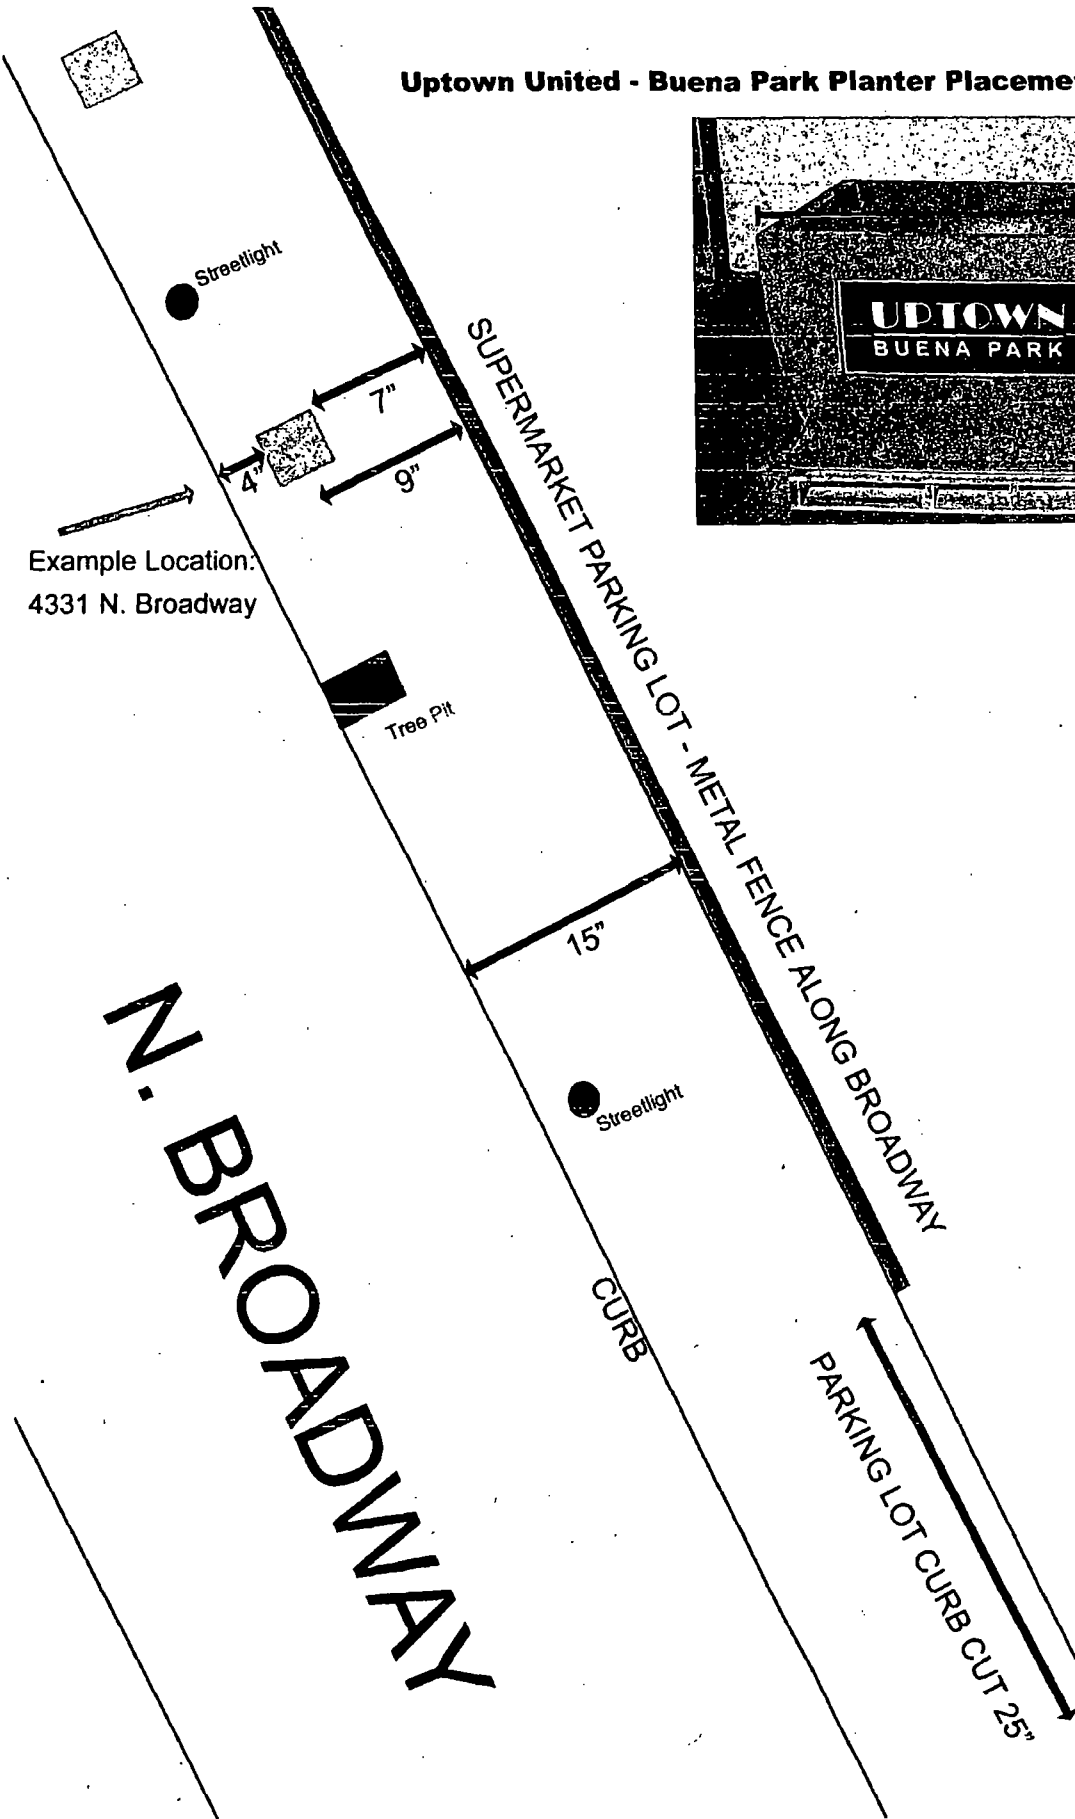 Uptown United - Buena Park Planter Placeme
UPTOWN
BUENA PARK
Streetlight
7”
4”
9”
SUPERMARKET PARKING LOT - METAL FENCE ALONG BROADWAY
Example Location:
4331 N. Broadway
Tree Pit
15”
N. BROADWAY
Streetlight
CURB
PARKING LOT CURB CUT 25”